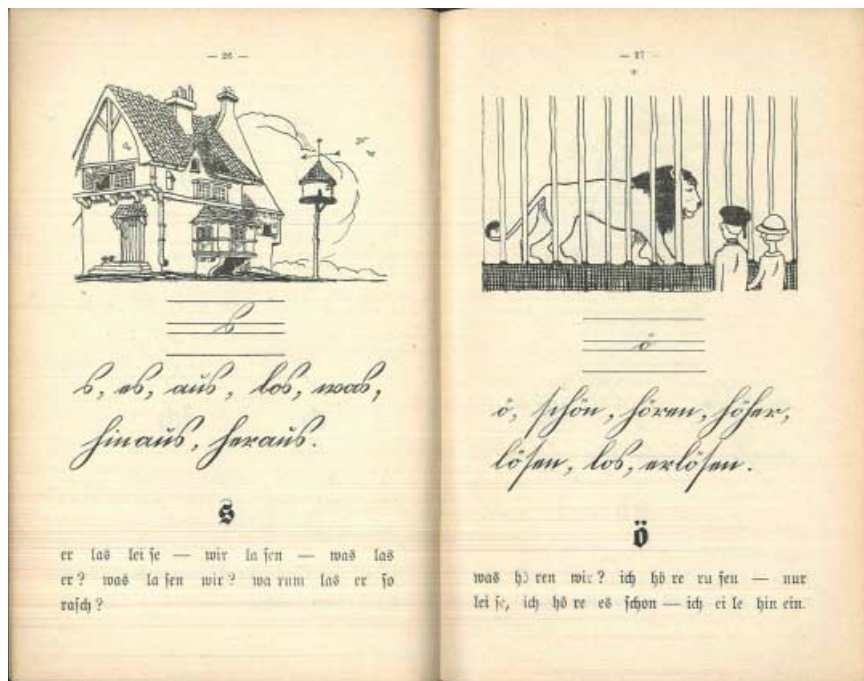 — 26 —
s
s, es, aus, los, was,
hinaus, heraus.
s
er las lei se — wir la sen — was las
er? was la sen wir? wa rum las er so
rasch?
— 27 —
ö
ö, schön, hören, höher,
lösen, los, erlösen.
ö
was hö ren wir? ich hö re ru fen — nur
lei se, ich hö re es schon — ich ei le hin ein.